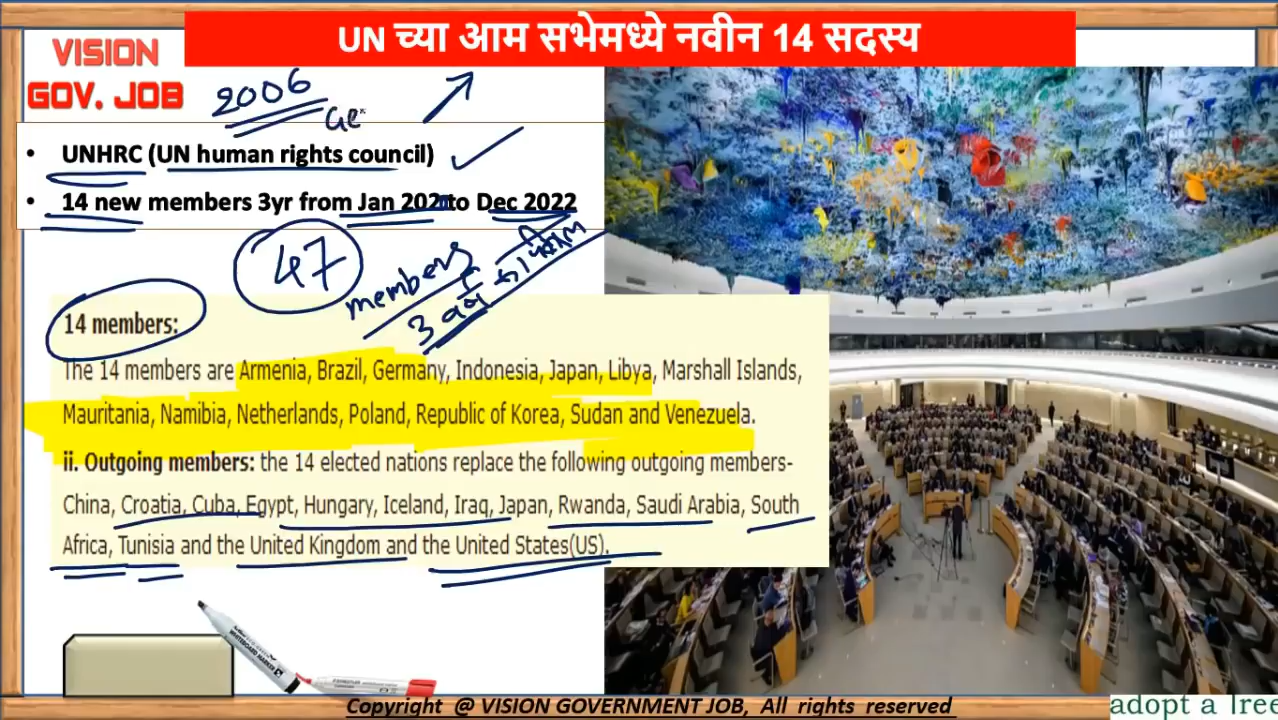 UN च्या आम सभेमध्ये नवीन 14 सदस्य
VISION
GOV. JOB
2006
Ge
• UNHRC (UN human rights council)
• 14 new members 3yr from Jan 202 to Dec 2022
47
members
3
14 members:
The 14 members are Armenia, Brazil, Germany, Indonesia, Japan, Libya, Marshall Islands,
Mauritania, Namibia, Netherlands, Poland, Republic of Korea, Sudan and Venezuela.
ii. Outgoing members: the 14 elected nations replace the following outgoing members-
China, Croatia, Cuba, Egypt, Hungary, Iceland, Iraq, Japan, Rwanda, Saudi Arabia, South
Africa, Tunisia and the United Kingdom and the United States(US).
WHITEBOARD MARKER
Copyright @ VISION GOVERNMENT JOB, All rights reserved
adopt a Tree